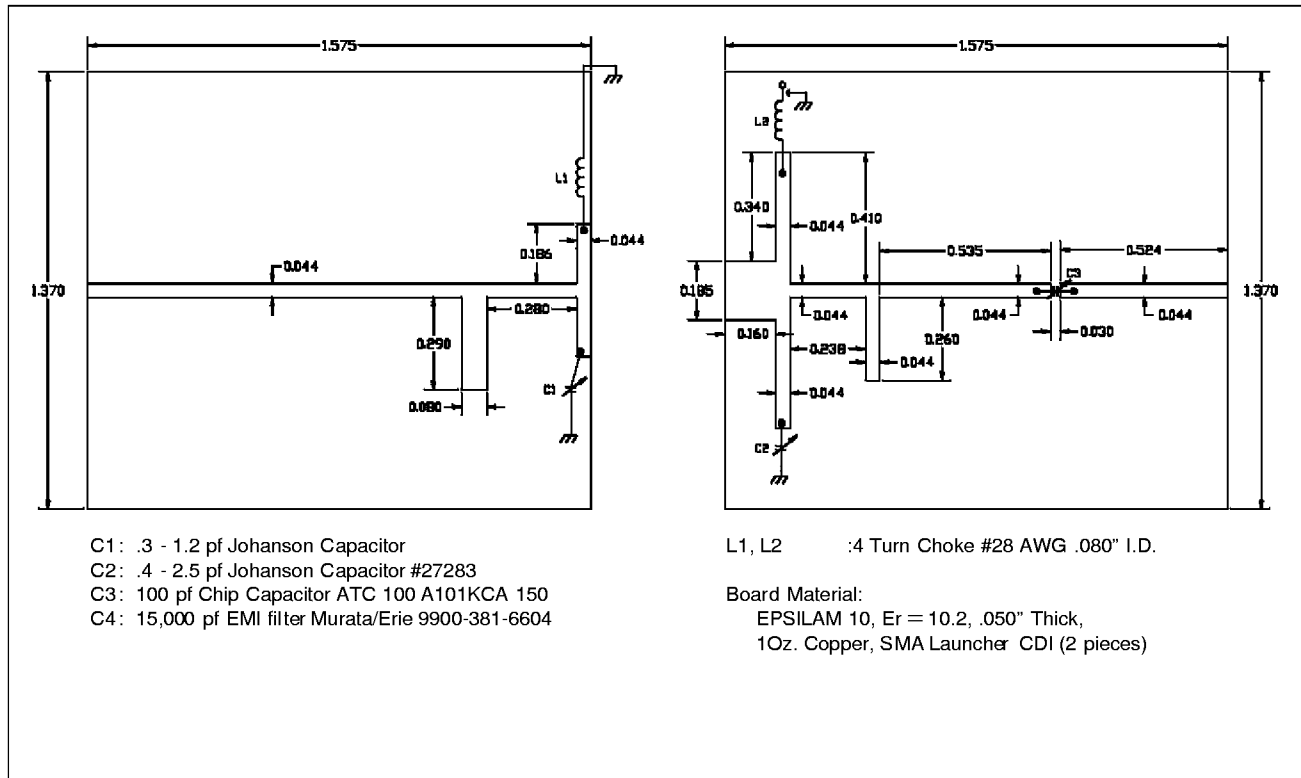 1.575
L1
0.186
0.044
0.044
1.370
0.280
0.290
0.080
C1
1.575
L2
0.340
0.410
0.044
0.535
0.524
0.185
C3
1.370
0.044
0.044
0.044
0.160
0.030
0.238
0.260
0.044
0.044
C2
C1: .3 - 1.2 pf Johanson Capacitor
C2: .4 - 2.5 pf Johanson Capacitor #27283
C3: 100 pf Chip Capacitor ATC 100 A101KCA 150
C4: 15,000 pf EMI filter Murata/Erie 9900-381-6604
L1, L2 :4 Turn Choke #28 AWG .080" I.D.
Board Material:
EPSILAM 10, Er = 10.2, .050" Thick,
1Oz. Copper, SMA Launcher CDI (2 pieces)